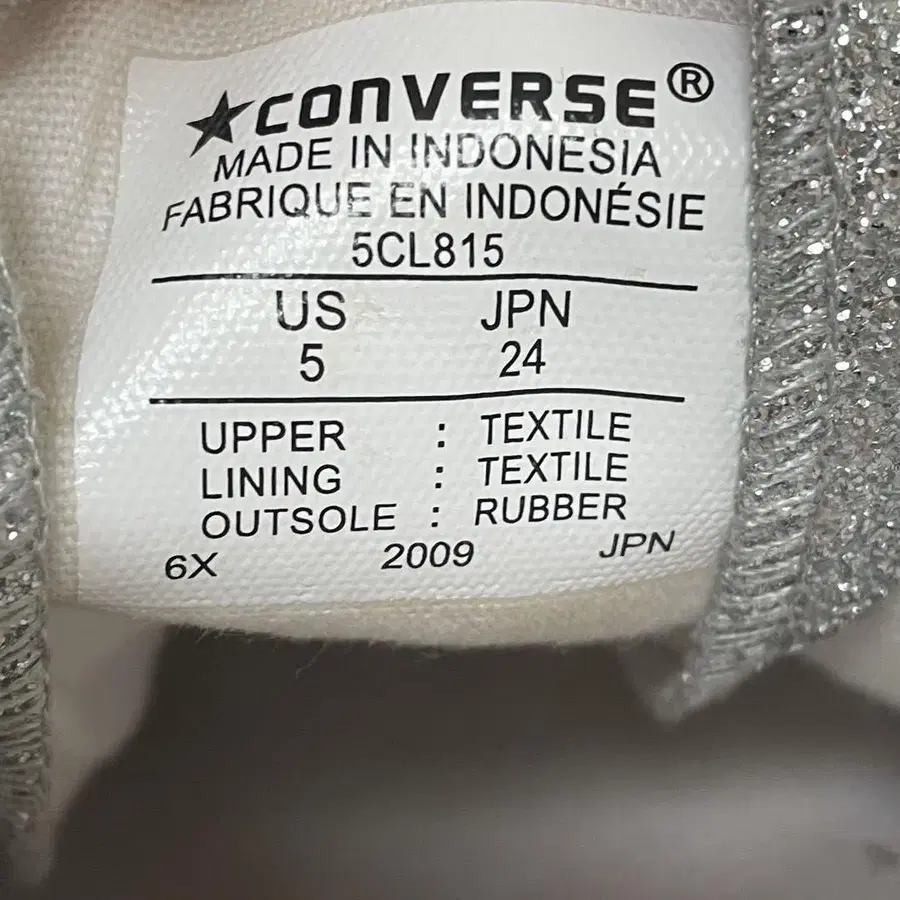 ★CONVERSE®
MADE IN INDONESIA
FABRIQUE EN INDONÉSIE
5CL815
US JPN
5 24
UPPER : TEXTILE
LINING : TEXTILE
OUTSOLE : RUBBER
6X 2009 JPN